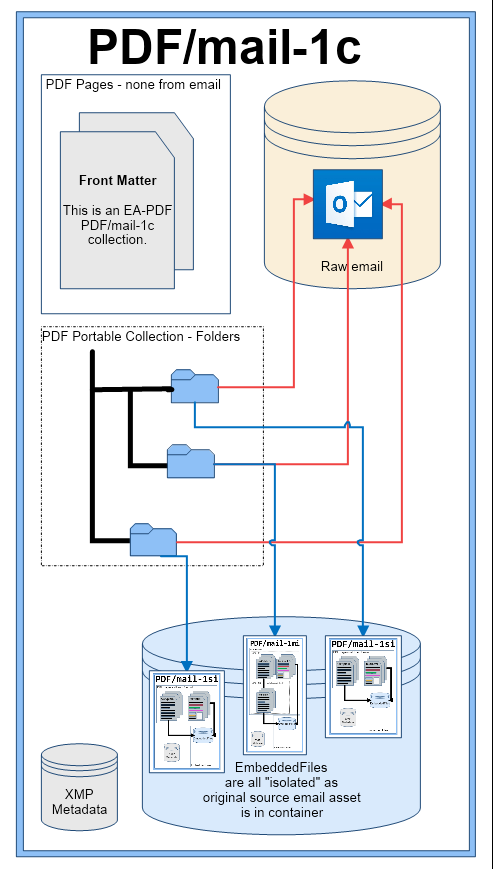 PDF/mail-1c
PDF Pages - none from email
Front Matter
This is an EA-PDF
PDF/mail-1c
collection.
Raw email
PDF Portable Collection - Folders
PDF/mail-1si
PDF/mail-1mi
PDF/mail-1si
EmbeddedFiles
are all "isolated" as
original source email asset
is in container
XMP
Metadata